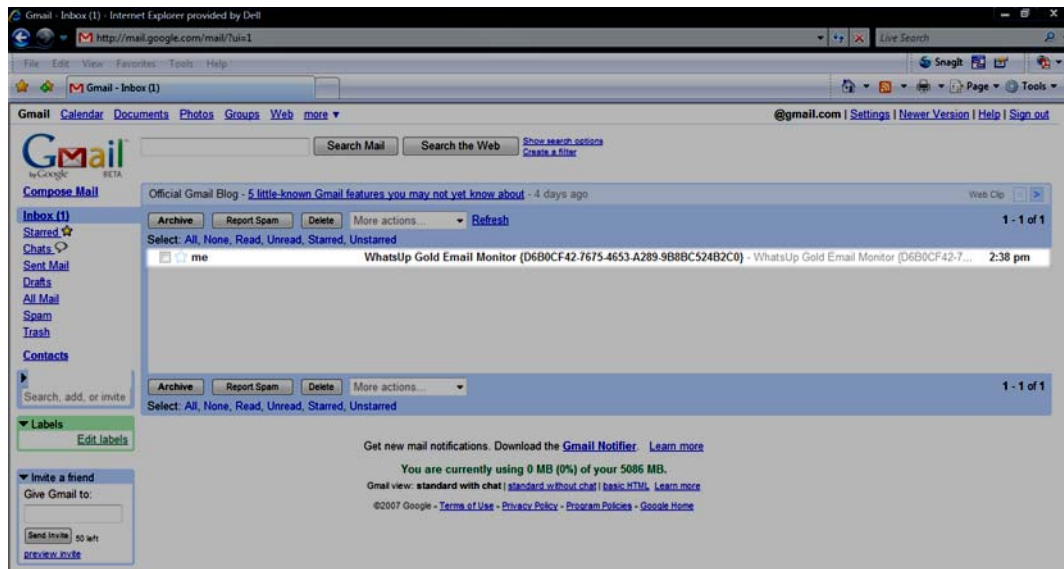 Gmail - Inbox (1) - Internet Explorer provided by Dell
http://mail.google.com/mail/?ui=1
Live Search
File Edit View Favorites Tools Help
SnagIt
Gmail - Inbox (1)
Page Tools
Gmail Calendar Documents Photos Groups Web more ▼
@gmail.com | Settings | Newer Version | Help | Sign out
Gmail
by Google BETA
Search Mail Search the Web
Show search options
Create a filter
Compose Mail
Official Gmail Blog - 5 little-known Gmail features you may not yet know about - 4 days ago
Web Clip < >
Inbox (1)
Starred
Chats
Sent Mail
Drafts
All Mail
Spam
Trash
Contacts
Search, add, or invite
Archive Report Spam Delete More actions... Refresh 1 - 1 of 1
Select: All, None, Read, Unread, Starred, Unstarred
me WhatsUp Gold Email Monitor {D6B0CF42-7675-4653-A289-9B8BC524B2C0} - WhatsUp Gold Email Monitor {D6B0CF42-7... 2:38 pm
Archive Report Spam Delete More actions... 1 - 1 of 1
Select: All, None, Read, Unread, Starred, Unstarred
▼ Labels
Edit labels
▼ Invite a friend
Give Gmail to:
Send Invite 50 left
preview invite
Get new mail notifications. Download the Gmail Notifier. Learn more
You are currently using 0 MB (0%) of your 5086 MB.
Gmail view: standard with chat | standard without chat | basic HTML Learn more
©2007 Google - Terms of Use - Privacy Policy - Program Policies - Google Home